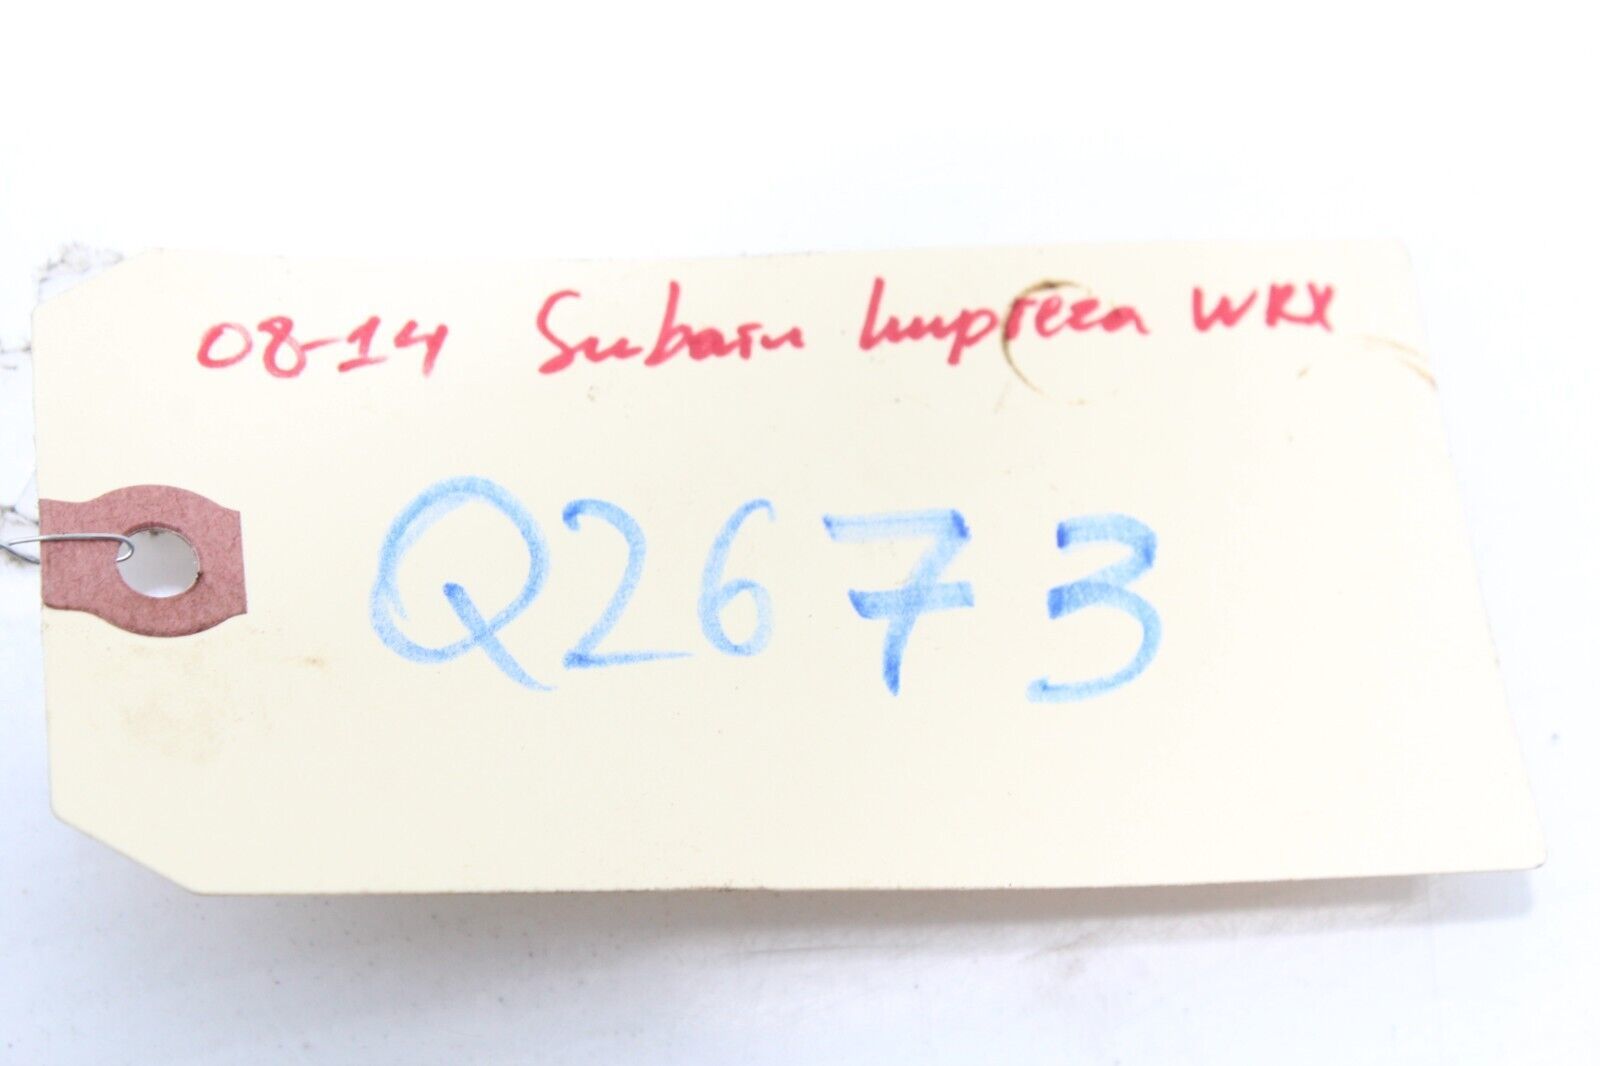 08-14 Subaru Impreza WRX
Q2673